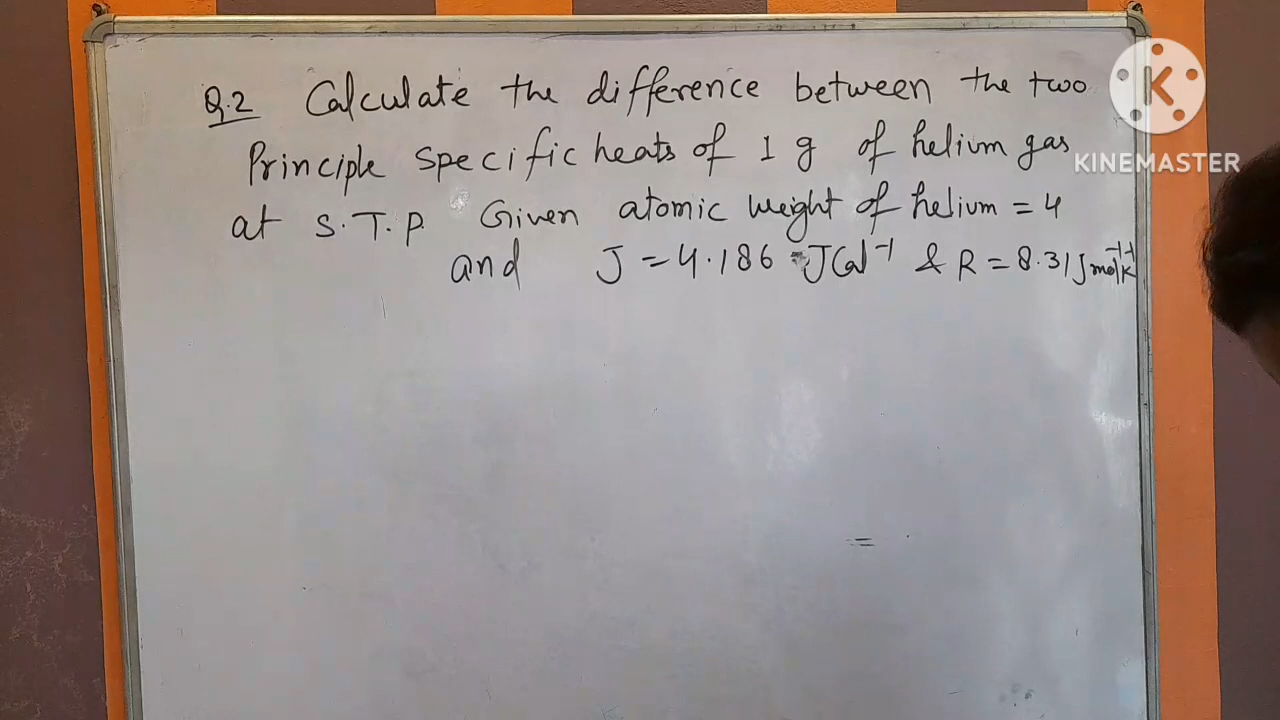 Q.2 Calculate the difference between the two
Principle specific heats of 1 g of helium gas
at S.T.P. Given atomic weight of helium = 4
and J = 4.186 J Cal⁻¹ & R = 8.31 J mol⁻¹ K⁻¹
KINEMASTER
=